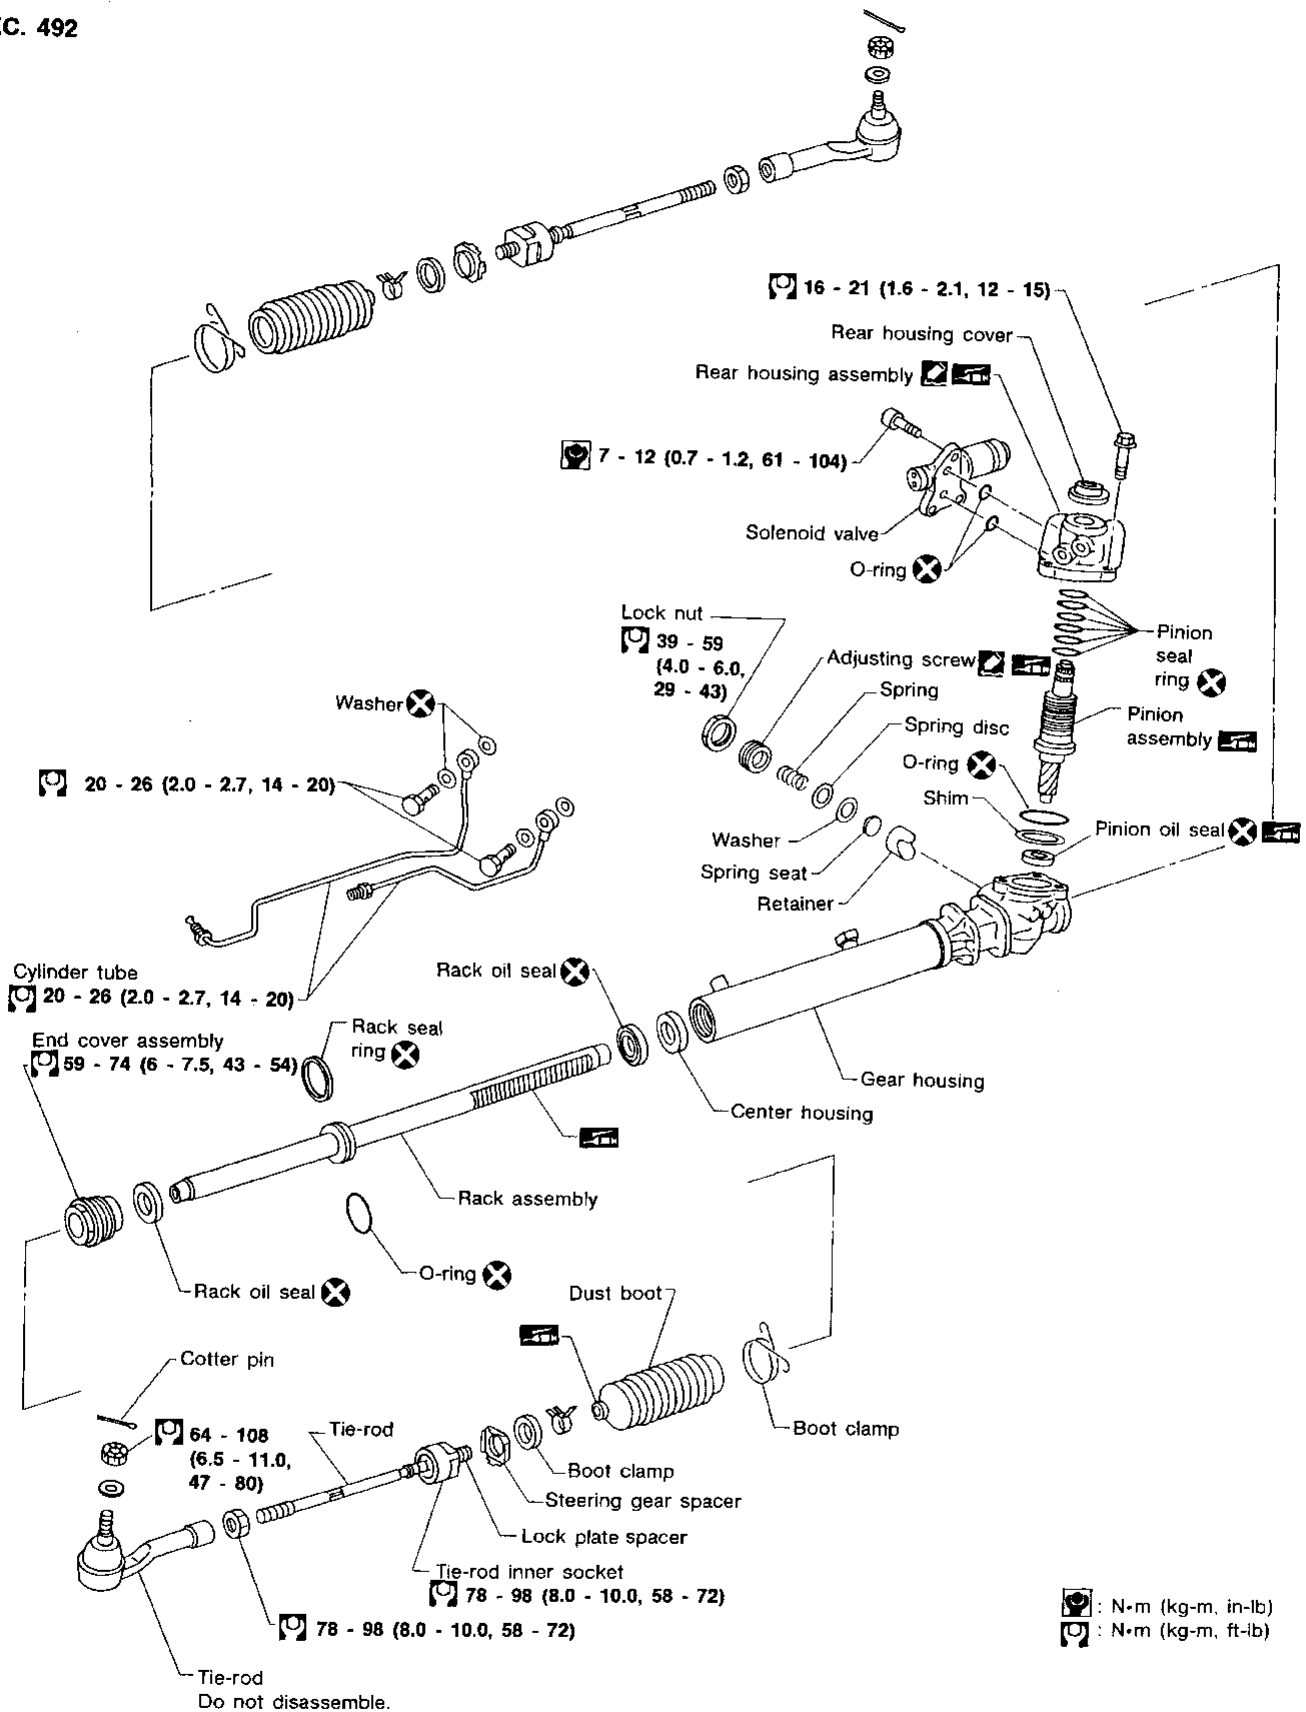 EC. 492
16 - 21 (1.6 - 2.1, 12 - 15)
Rear housing cover
Rear housing assembly
7 - 12 (0.7 - 1.2, 61 - 104)
Solenoid valve
O-ring
Lock nut
39 - 59
(4.0 - 6.0,
29 - 43)
Adjusting screw
Spring
Spring disc
Pinion
seal
ring
Pinion
assembly
O-ring
Shim
Pinion oil seal
Washer
Spring seat
Retainer
Washer
20 - 26 (2.0 - 2.7, 14 - 20)
Cylinder tube
20 - 26 (2.0 - 2.7, 14 - 20)
Rack oil seal
End cover assembly
59 - 74 (6 - 7.5, 43 - 54)
Rack seal
ring
Gear housing
Center housing
Rack assembly
O-ring
Rack oil seal
Dust boot
Boot clamp
Cotter pin
64 - 108
(6.5 - 11.0,
47 - 80)
Tie-rod
Boot clamp
Steering gear spacer
Lock plate spacer
Tie-rod inner socket
78 - 98 (8.0 - 10.0, 58 - 72)
78 - 98 (8.0 - 10.0, 58 - 72)
Tie-rod
Do not disassemble.
: N•m (kg-m, in-lb)
: N•m (kg-m, ft-lb)